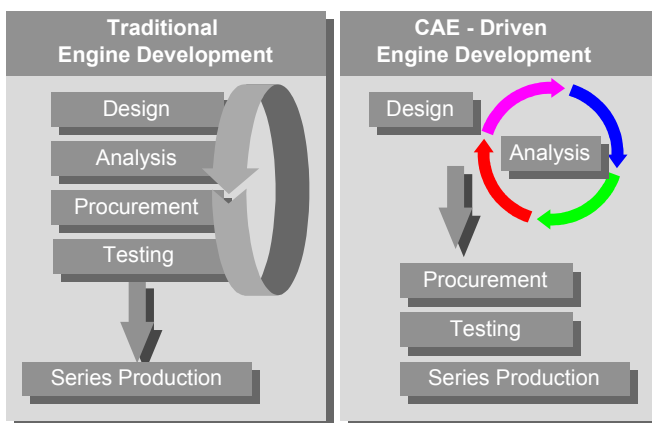 Traditional
Engine Development
Design
Analysis
Procurement
Testing
Series Production
CAE - Driven
Engine Development
Design
Analysis
Procurement
Testing
Series Production